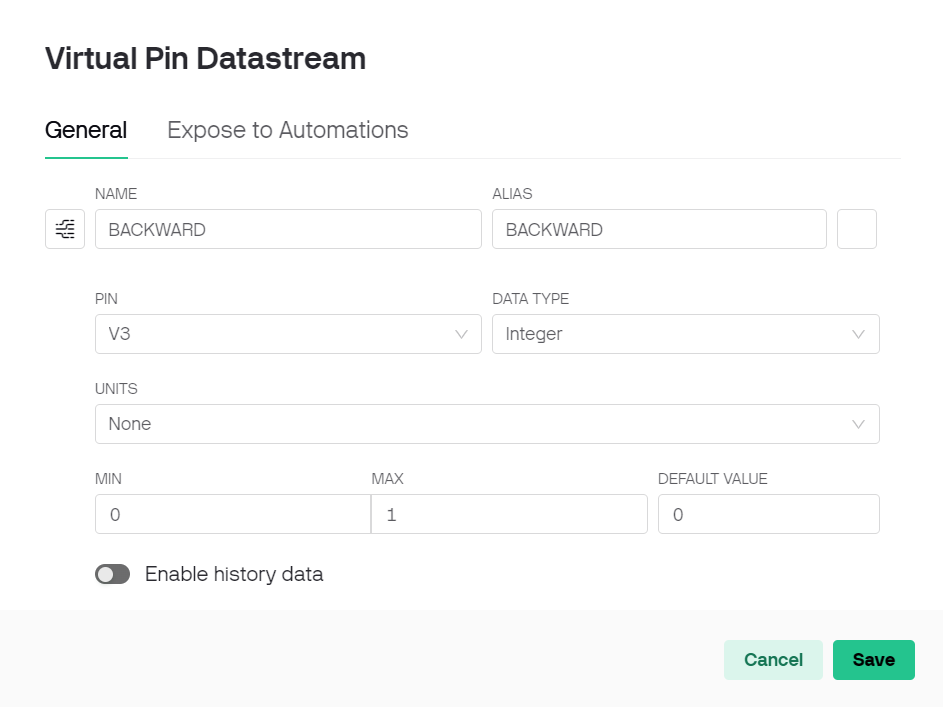 Virtual Pin Datastream
General Expose to Automations
NAME ALIAS
BACKWARD BACKWARD
PIN DATA TYPE
V3 Integer
UNITS
None
MIN MAX DEFAULT VALUE
0 1 0
Enable history data
Cancel Save